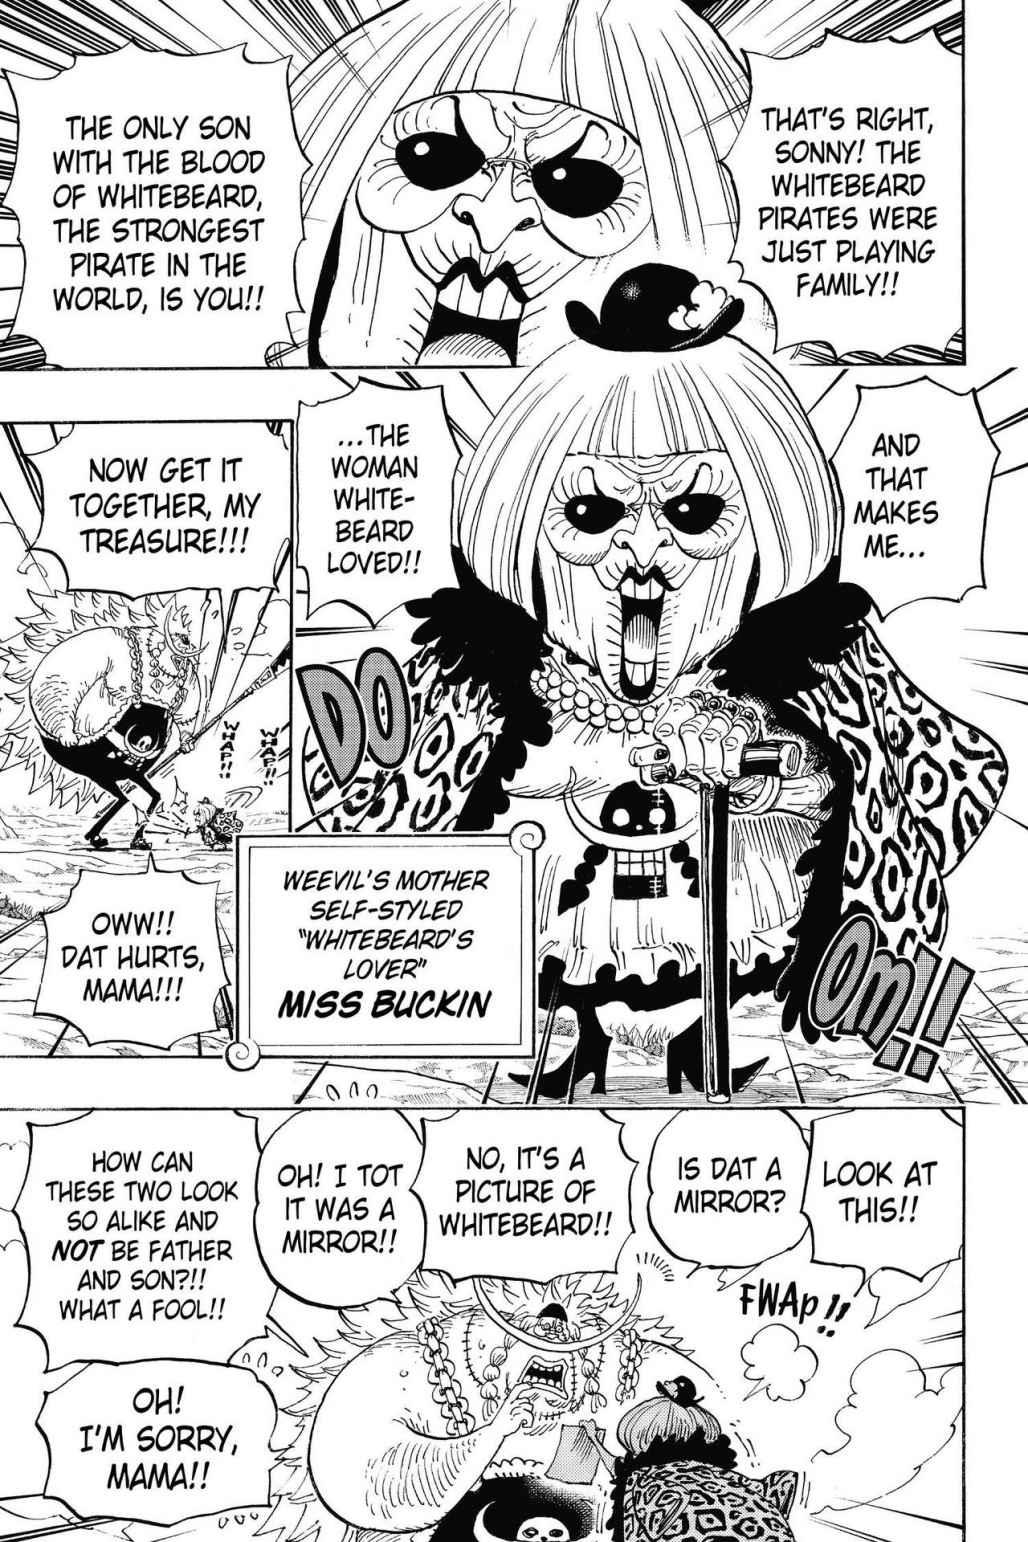 THAT'S RIGHT,
SONNY! THE
WHITEBEARD
PIRATES WERE
JUST PLAYING
FAMILY!!
THE ONLY SON
WITH THE BLOOD
OF WHITEBEARD,
THE STRONGEST
PIRATE IN THE
WORLD, IS YOU!!
AND
THAT
MAKES
ME...
...THE
WOMAN
WHITE-
BEARD
LOVED!!
DO
OM!!
WEEVIL'S MOTHER
SELF-STYLED
"WHITEBEARD'S
LOVER"
MISS BUCKIN
NOW GET IT
TOGETHER, MY
TREASURE!!!
WHAP!!
WHAP!!
OWW!!
DAT HURTS,
MAMA!!!
LOOK AT
THIS!!
FWAP!!
IS DAT A
MIRROR?
NO, IT'S A
PICTURE OF
WHITEBEARD!!
OH! I TOT
IT WAS A
MIRROR!!
HOW CAN
THESE TWO LOOK
SO ALIKE AND
NOT BE FATHER
AND SON?!!
WHAT A FOOL!!
OH!
I'M SORRY,
MAMA!!